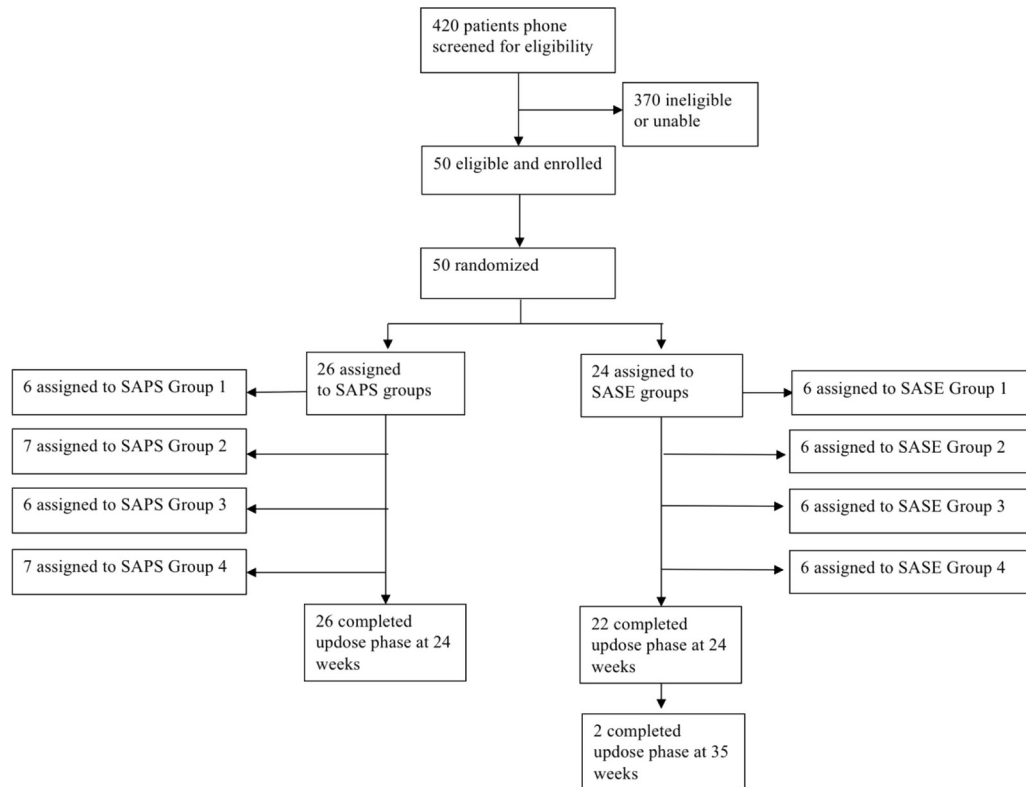 420 patients phone
screened for eligibility
370 ineligible
or unable
50 eligible and enrolled
50 randomized
26 assigned
to SAPS groups
24 assigned to
SASE groups
6 assigned to SAPS Group 1
6 assigned to SASE Group 1
7 assigned to SAPS Group 2
6 assigned to SASE Group 2
6 assigned to SAPS Group 3
6 assigned to SASE Group 3
7 assigned to SAPS Group 4
6 assigned to SASE Group 4
26 completed
updose phase at 24
weeks
22 completed
updose phase at 24
weeks
2 completed
updose phase at 35
weeks